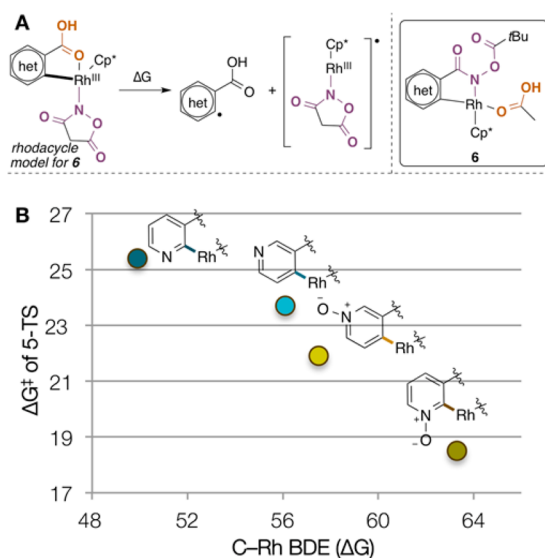 A
OH
O
het
Cp*
Rh^III
N
O
O
O
rhodacycle
model for 6
ΔG
het
OH
O
+
Cp*
Rh^III
N
O
O
O
•
O
O
tBu
N
O
het
Rh
OH
O
Cp*
6
B
27
25
23
21
19
17
ΔG‡ of 5-TS
N
Rh
N
Rh
−
O
+
N
Rh
N
+
Rh
−
O
48
52
56
60
64
C–Rh BDE (ΔG)